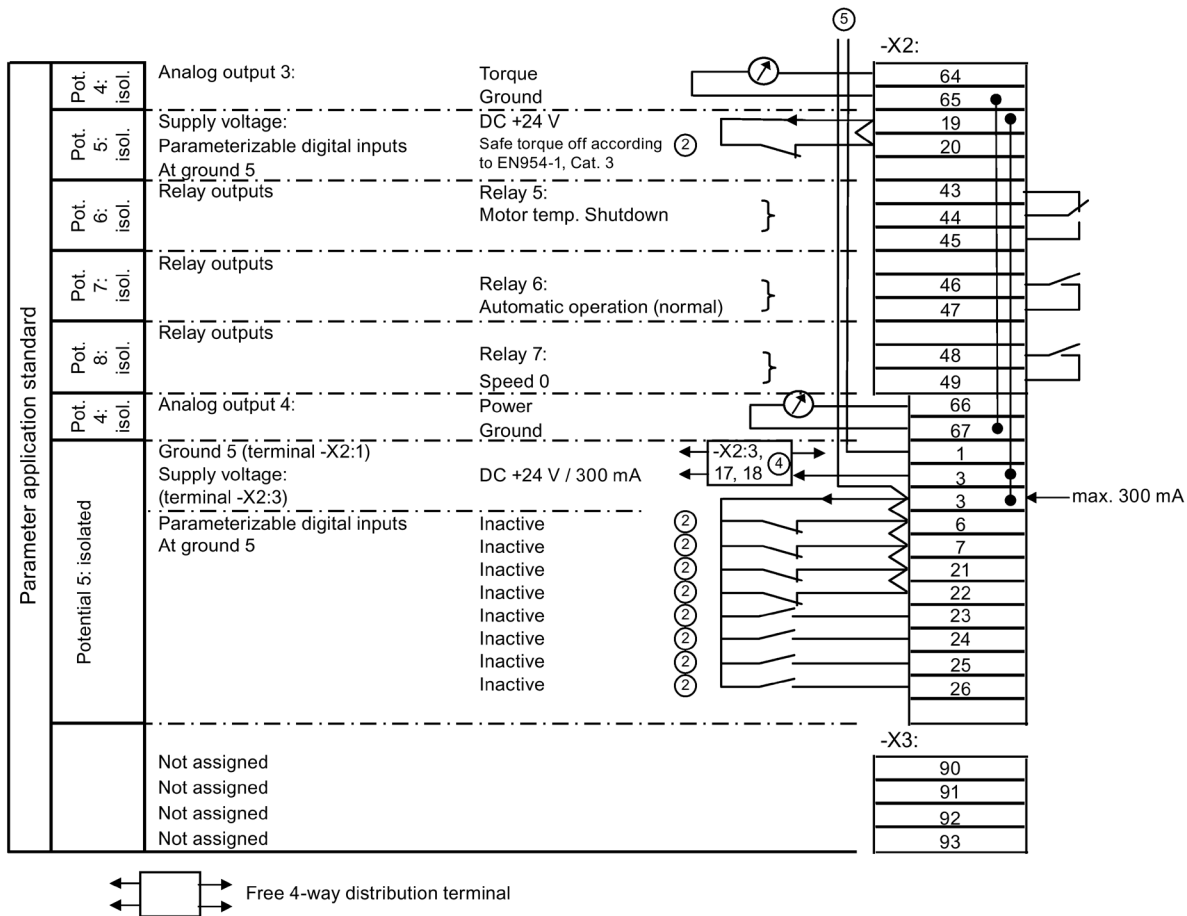 5
-X2:
Parameter application standard
Pot. 4: isol.
Analog output 3:
Torque
64
Ground
65
Pot. 5: isol.
Supply voltage:
DC +24 V
19
Parameterizable digital inputs
Safe torque off according
to EN954-1, Cat. 3
2
20
At ground 5
Pot. 6: isol.
Relay outputs
Relay 5:
43
Motor temp. Shutdown
}
44
45
Pot. 7: isol.
Relay outputs
Relay 6:
46
Automatic operation (normal)
}
47
Pot. 8: isol.
Relay outputs
Relay 7:
48
Speed 0
}
49
Pot. 4: isol.
Analog output 4:
Power
66
Ground
67
Potential 5: isolated
Ground 5 (terminal -X2:1)
-X2:3,
17, 18
4
1
Supply voltage:
DC +24 V / 300 mA
3
(terminal -X2:3)
3
max. 300 mA
Parameterizable digital inputs
Inactive
2
6
At ground 5
Inactive
2
7
Inactive
2
21
Inactive
2
22
Inactive
2
23
Inactive
2
24
Inactive
2
25
Inactive
2
26
-X3:
Not assigned
90
Not assigned
91
Not assigned
92
Not assigned
93
Free 4-way distribution terminal